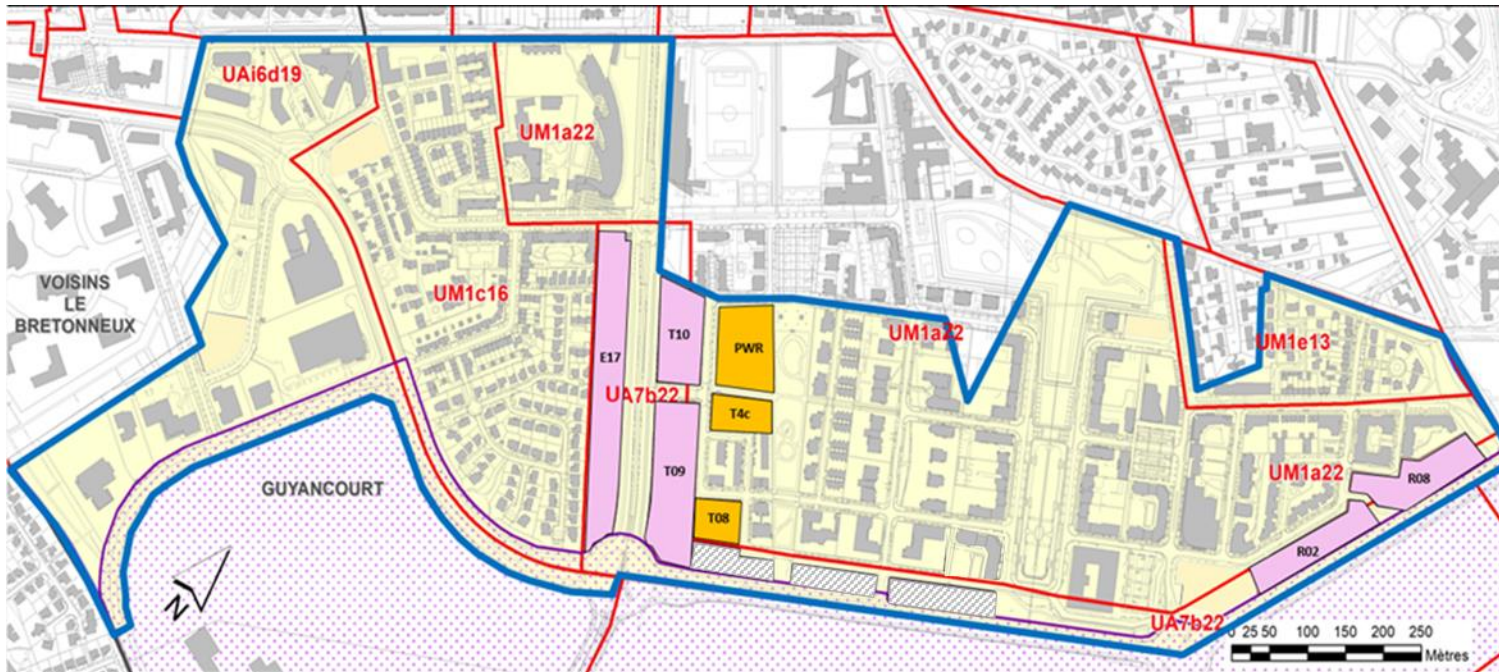 UAi6d19
UM1a22
VOISINS
LE
BRETONNEUX
UM1c16
E17
T10
PWR
UM1a22
UM1e13
UA7b22
T4c
T09
GUYANCOURT
T08
UM1a22
R08
R02
N
UA7b22
0 25 50 100 150 200 250
Mètres